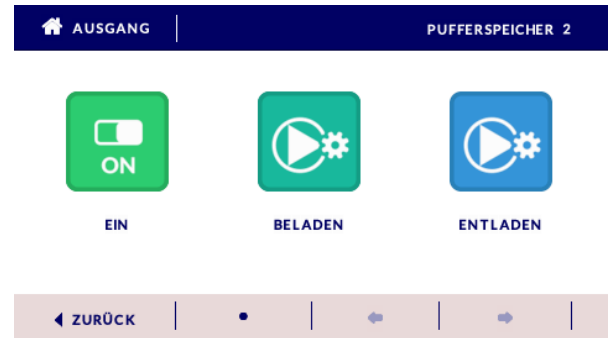 AUSGANG
PUFFERSPEICHER 2
ON
EIN
BELADEN
ENTLADEN
ZURÜCK